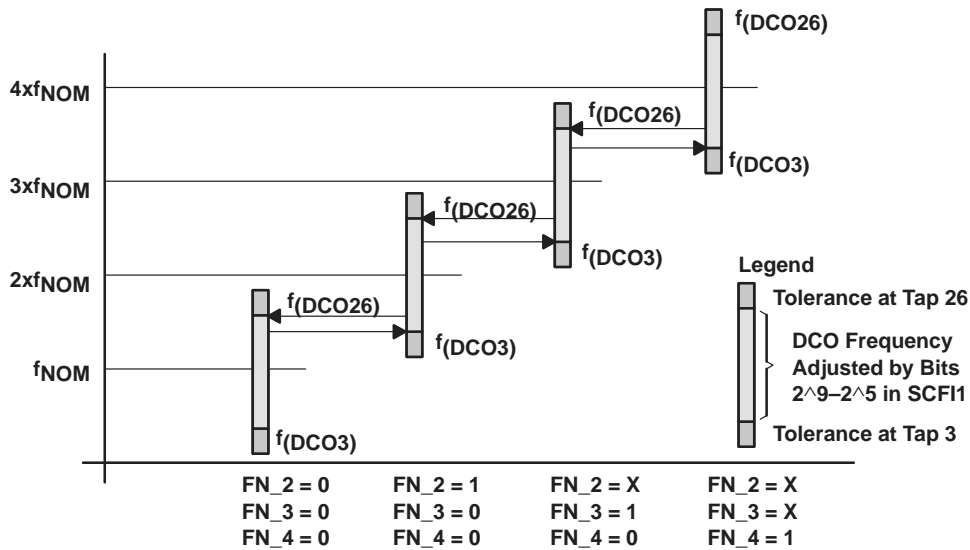 f(DCO26)
4xfNOM
f(DCO26)
f(DCO3)
3xfNOM
f(DCO26)
f(DCO3)
Legend
2xfNOM
Tolerance at Tap 26
f(DCO26)
DCO Frequency
Adjusted by Bits
2^9–2^5 in SCFI1
f(DCO3)
fNOM
Tolerance at Tap 3
f(DCO3)
FN_2 = 0 FN_2 = 1 FN_2 = X FN_2 = X
FN_3 = 0 FN_3 = 0 FN_3 = 1 FN_3 = X
FN_4 = 0 FN_4 = 0 FN_4 = 0 FN_4 = 1